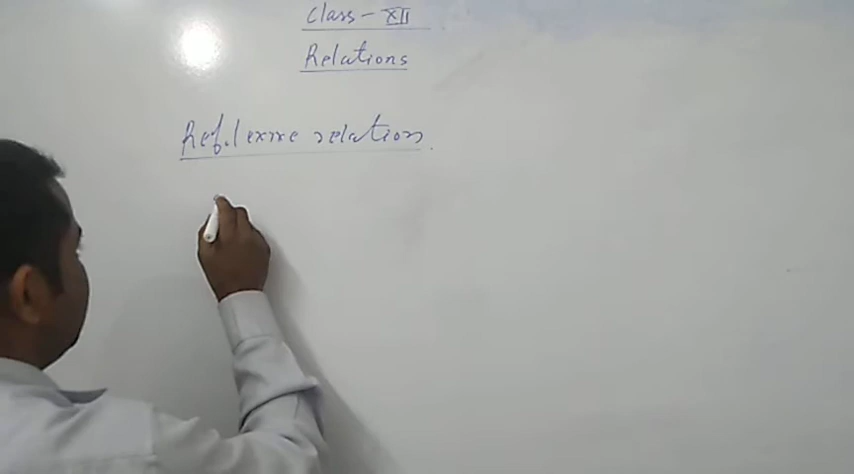 Class - XII
Relations
Reflexive relation.